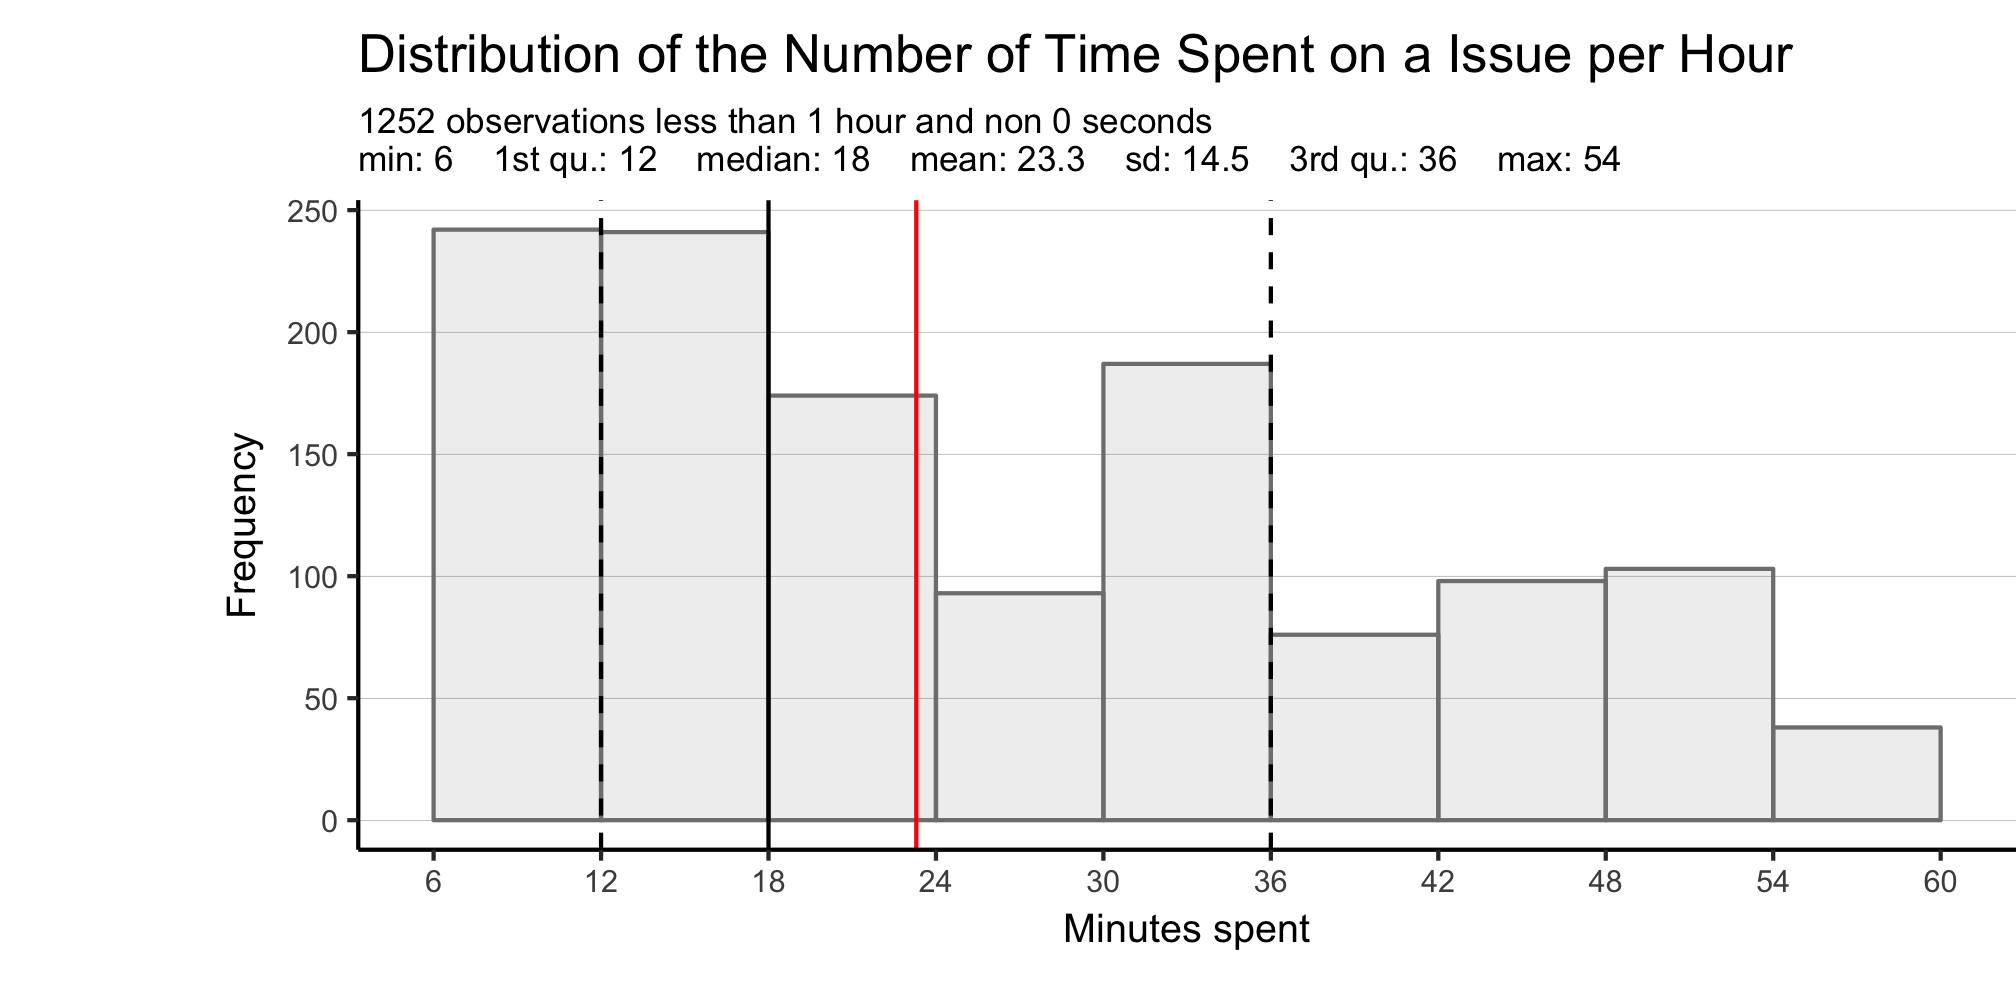 Distribution of the Number of Time Spent on a Issue per Hour
1252 observations less than 1 hour and non 0 seconds
min: 6 1st qu.: 12 median: 18 mean: 23.3 sd: 14.5 3rd qu.: 36 max: 54
250
200
150
100
50
0
Frequency
6 12 18 24 30 36 42 48 54 60
Minutes spent